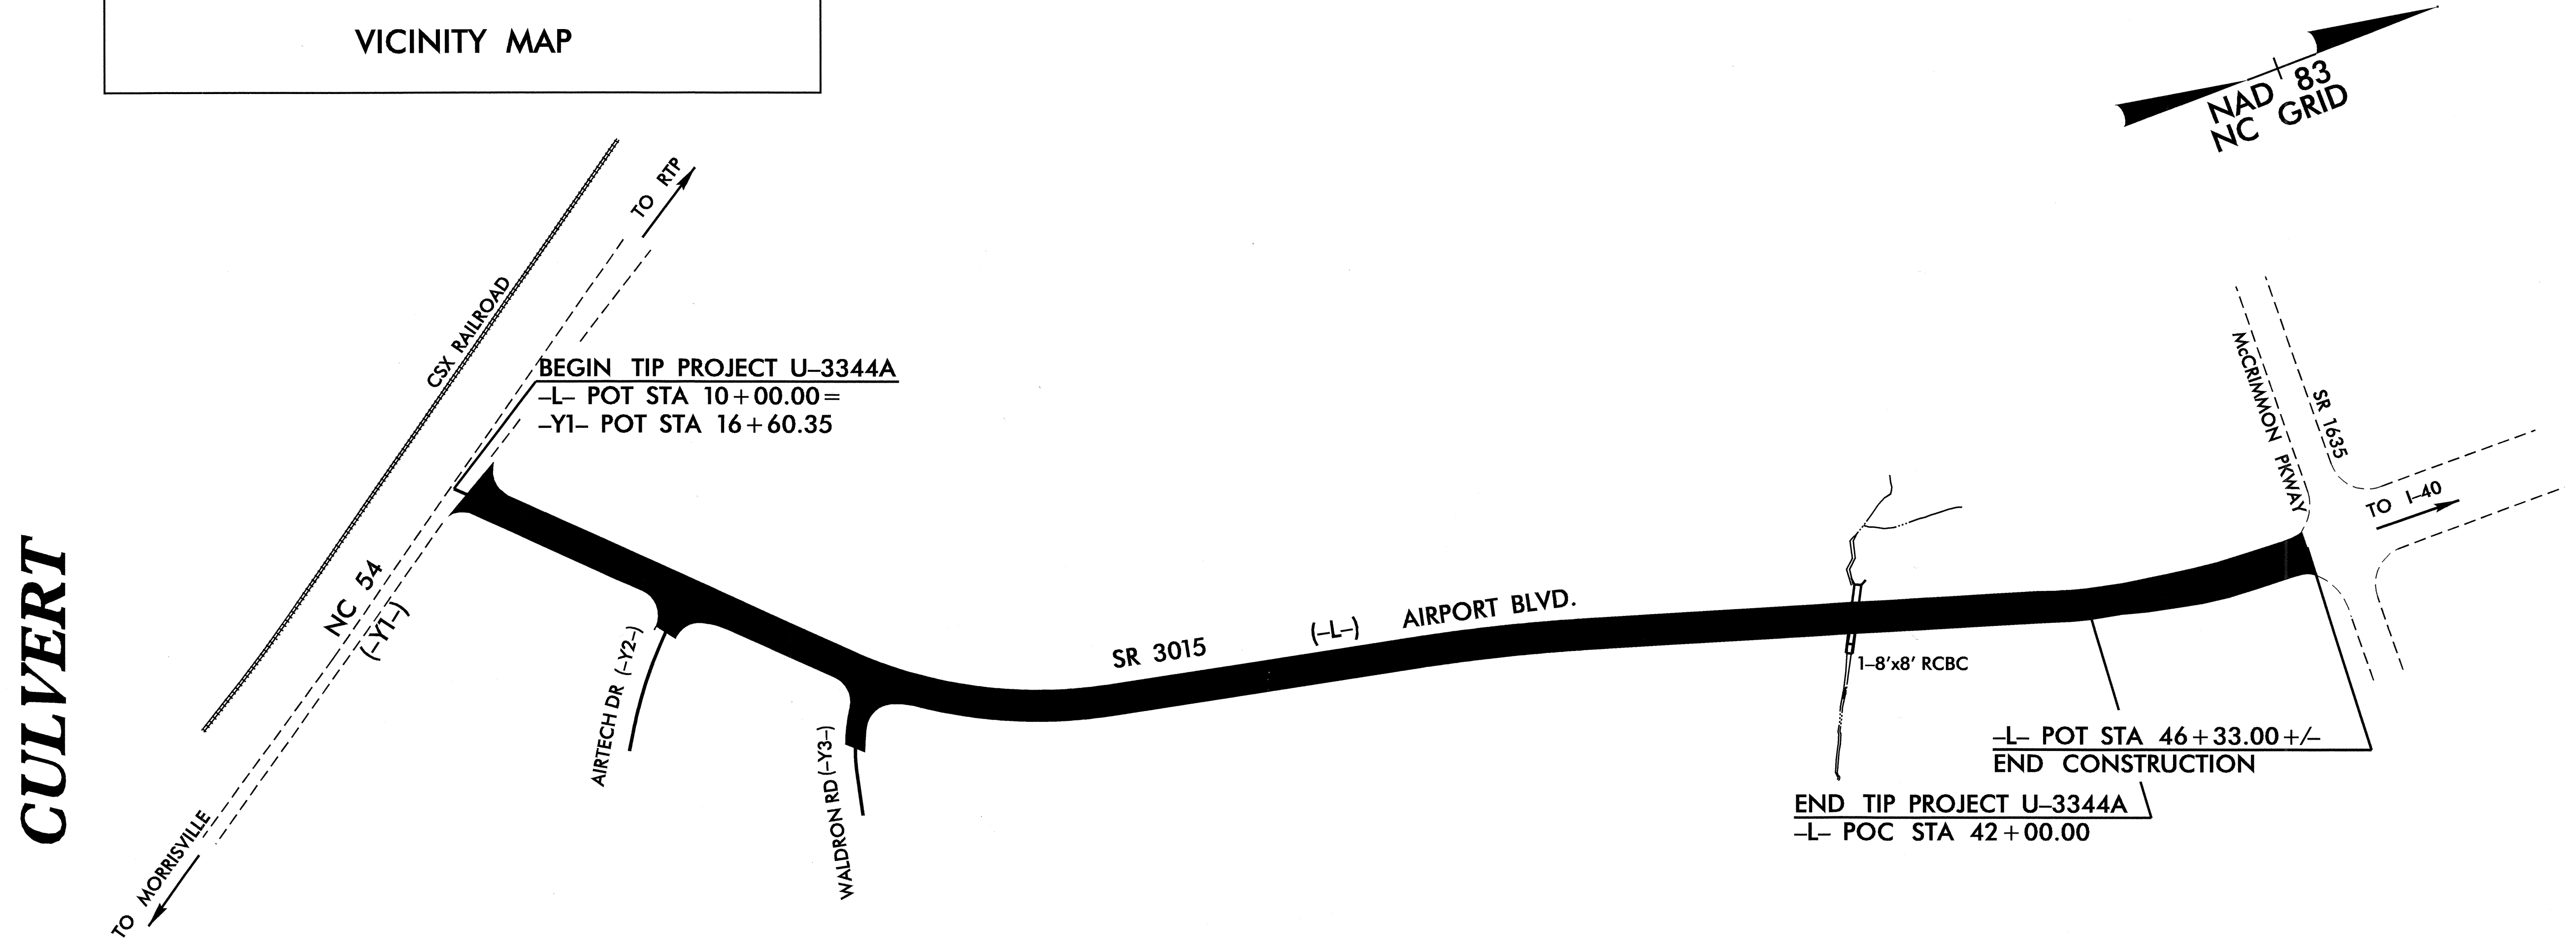 VICINITY MAP
NAD 83
NC GRID
TO RTP
CSX RAILROAD
BEGIN TIP PROJECT U–3344A
–L– POT STA 10+00.00=
–Y1– POT STA 16+60.35
McCRIMMON PKWAY
SR 1635
TO I–40
CULVERT
NC 54
(–Y1–)
SR 3015 (–L–) AIRPORT BLVD.
AIRTECH DR (–Y2–)
WALDRON RD (–Y3–)
1–8'x8' RCBC
–L– POT STA 46+33.00+/–
END CONSTRUCTION
END TIP PROJECT U–3344A
–L– POC STA 42+00.00
TO MORRISVILLE